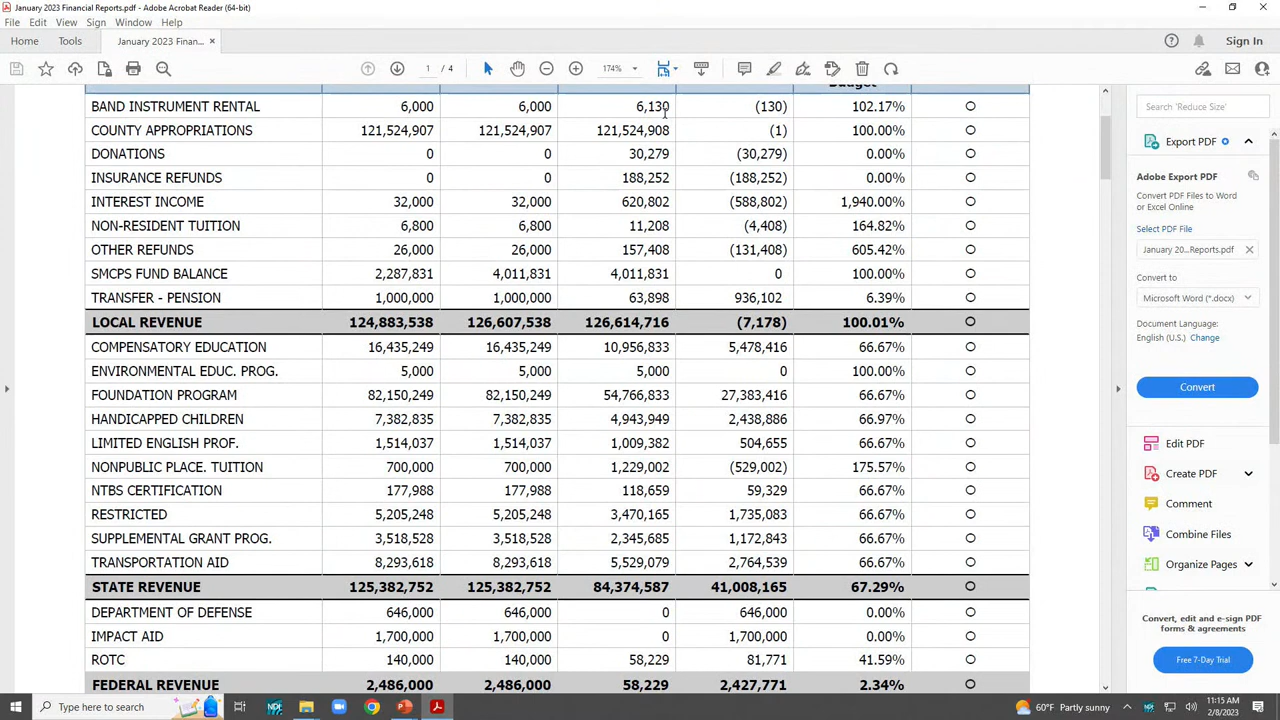 January 2023 Financial Reports.pdf - Adobe Acrobat Reader (64-bit)
File Edit View Sign Window Help
Home Tools January 2023 Finan... × Sign In
1 / 4 174%
Budget
BAND INSTRUMENT RENTAL 6,000 6,000 6,130 (130) 102.17% O
COUNTY APPROPRIATIONS 121,524,907 121,524,907 121,524,908 (1) 100.00% O
DONATIONS 0 0 30,279 (30,279) 0.00% O
INSURANCE REFUNDS 0 0 188,252 (188,252) 0.00% O
INTEREST INCOME 32,000 32,000 620,802 (588,802) 1,940.00% O
NON-RESIDENT TUITION 6,800 6,800 11,208 (4,408) 164.82% O
OTHER REFUNDS 26,000 26,000 157,408 (131,408) 605.42% O
SMCPS FUND BALANCE 2,287,831 4,011,831 4,011,831 0 100.00% O
TRANSFER - PENSION 1,000,000 1,000,000 63,898 936,102 6.39% O
LOCAL REVENUE 124,883,538 126,607,538 126,614,716 (7,178) 100.01% O
COMPENSATORY EDUCATION 16,435,249 16,435,249 10,956,833 5,478,416 66.67% O
ENVIRONMENTAL EDUC. PROG. 5,000 5,000 5,000 0 100.00% O
FOUNDATION PROGRAM 82,150,249 82,150,249 54,766,833 27,383,416 66.67% O
HANDICAPPED CHILDREN 7,382,835 7,382,835 4,943,949 2,438,886 66.97% O
LIMITED ENGLISH PROF. 1,514,037 1,514,037 1,009,382 504,655 66.67% O
NONPUBLIC PLACE. TUITION 700,000 700,000 1,229,002 (529,002) 175.57% O
NTBS CERTIFICATION 177,988 177,988 118,659 59,329 66.67% O
RESTRICTED 5,205,248 5,205,248 3,470,165 1,735,083 66.67% O
SUPPLEMENTAL GRANT PROG. 3,518,528 3,518,528 2,345,685 1,172,843 66.67% O
TRANSPORTATION AID 8,293,618 8,293,618 5,529,079 2,764,539 66.67% O
STATE REVENUE 125,382,752 125,382,752 84,374,587 41,008,165 67.29% O
DEPARTMENT OF DEFENSE 646,000 646,000 0 646,000 0.00% O
IMPACT AID 1,700,000 1,700,000 0 1,700,000 0.00% O
ROTC 140,000 140,000 58,229 81,771 41.59% O
FEDERAL REVENUE 2,486,000 2,486,000 58,229 2,427,771 2.34% O
Search 'Reduce Size'
Export PDF
Adobe Export PDF
Convert PDF Files to Word
or Excel Online
Select PDF File
January 20...Reports.pdf ×
Convert to
Microsoft Word (*.docx)
Document Language:
English (U.S.) Change
Convert
Edit PDF
Create PDF
Comment
Combine Files
Organize Pages
Convert, edit and e-sign PDF
forms & agreements
Free 7-Day Trial
Type here to search
60°F Partly sunny
11:15 AM
2/8/2023